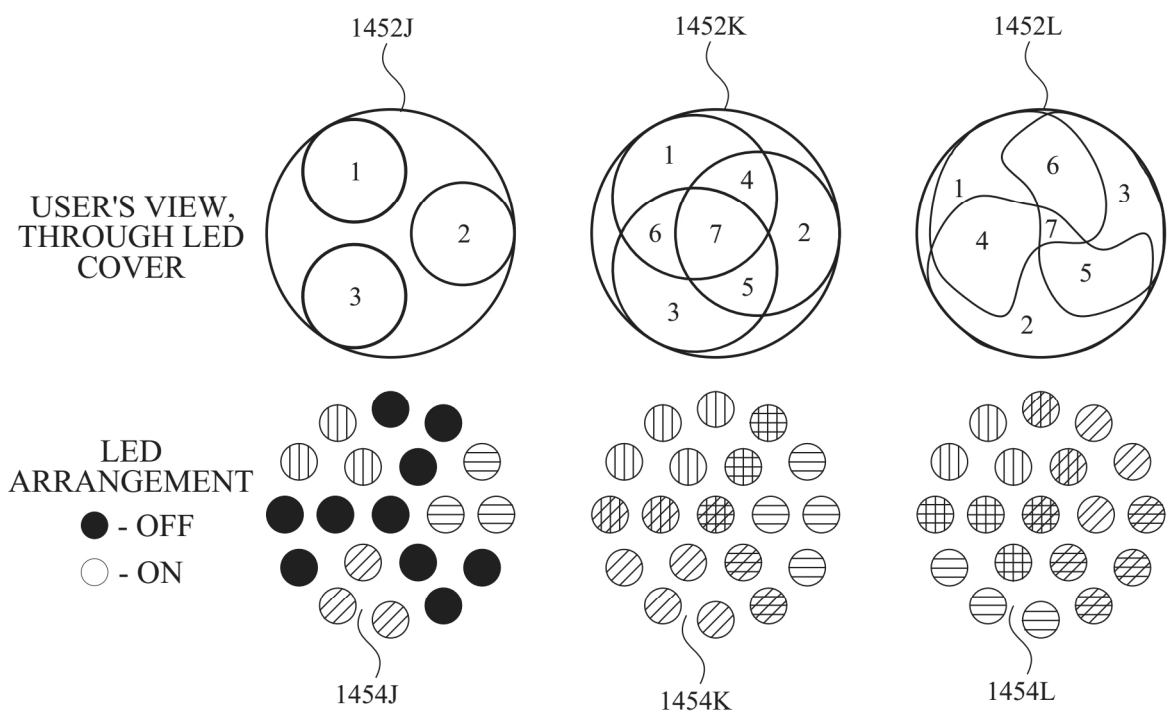 1452J
1452K
1452L
USER'S VIEW,
THROUGH LED
COVER
1
2
3
1
4
6
7
2
5
3
6
1
3
7
4
5
2
LED
ARRANGEMENT
- OFF
- ON
1454J
1454K
1454L